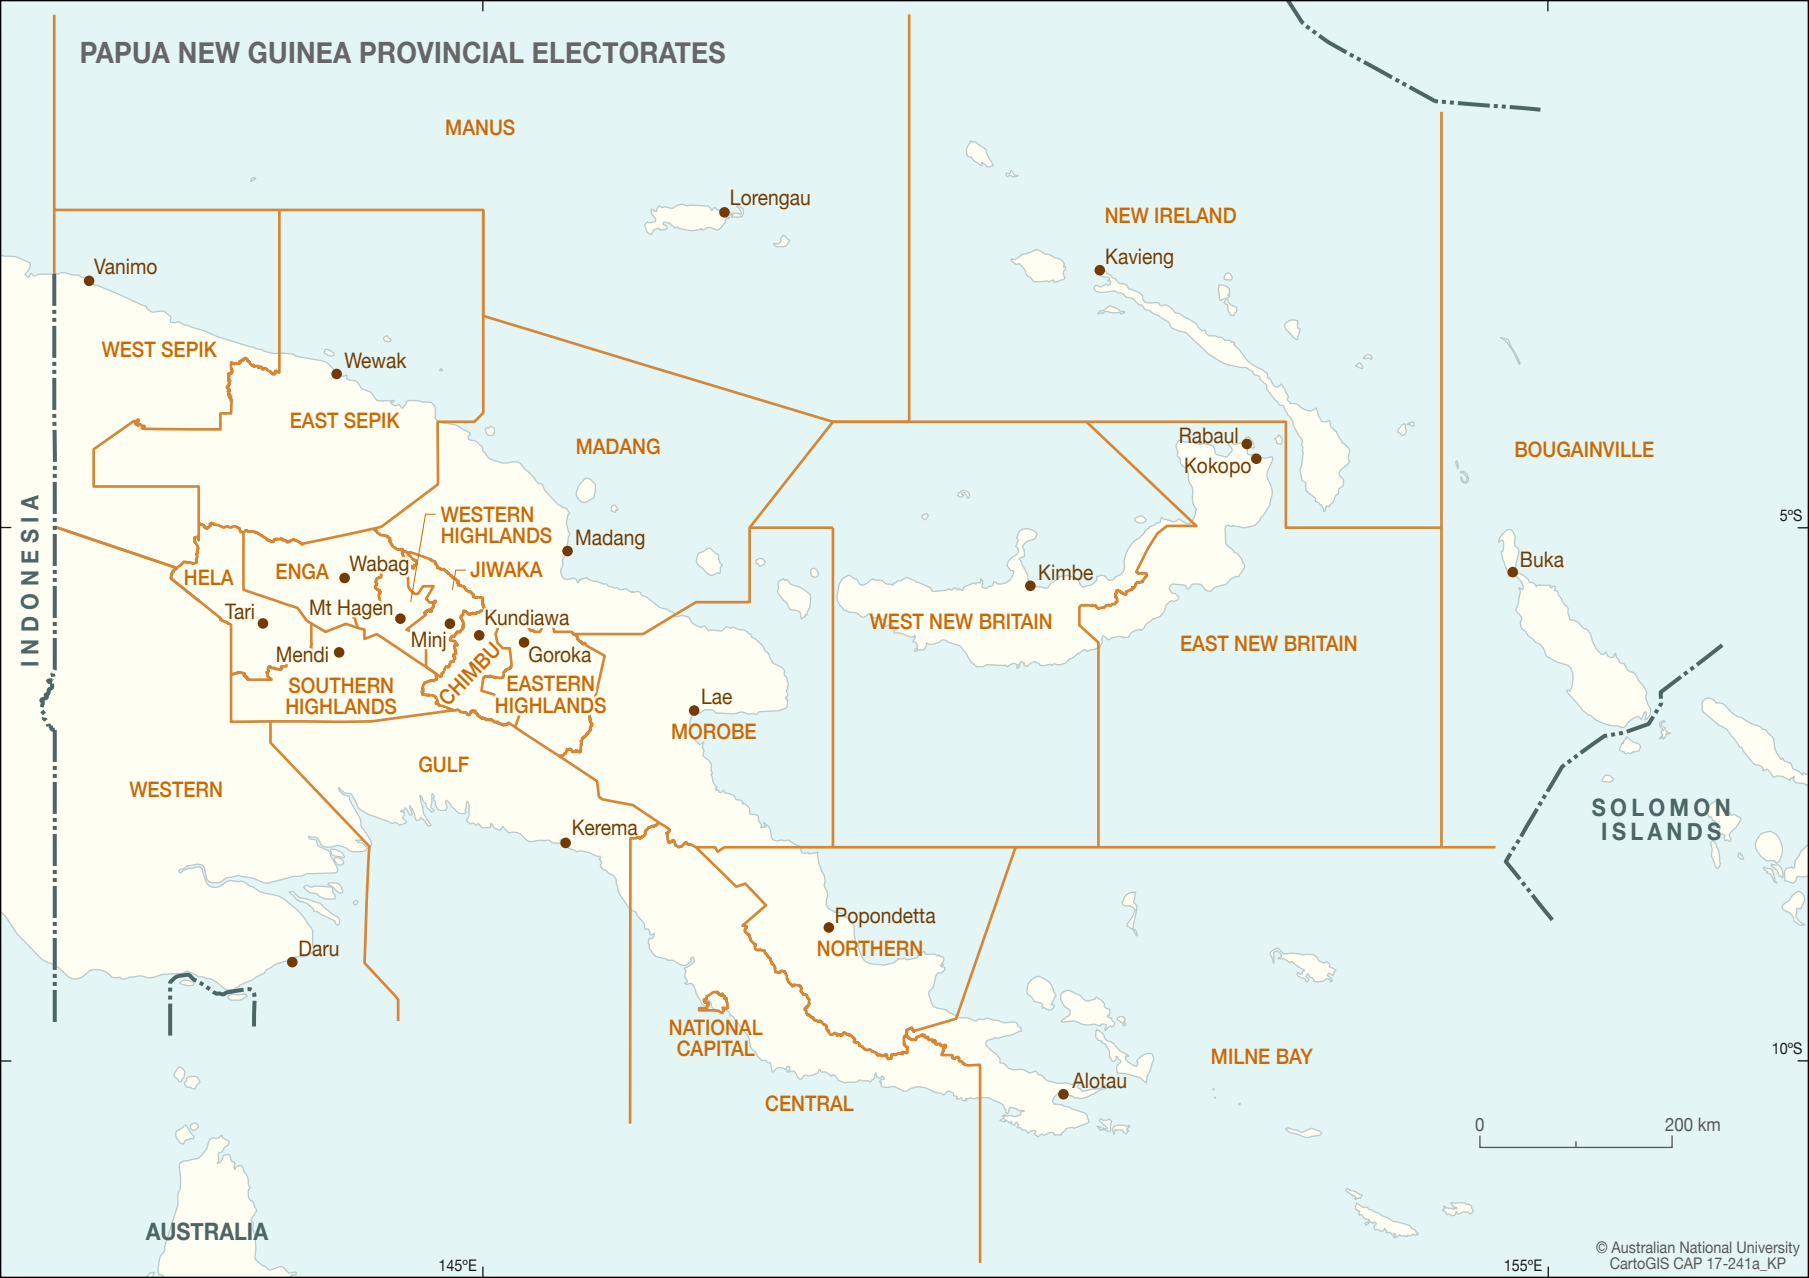 PAPUA NEW GUINEA PROVINCIAL ELECTORATES
MANUS
Lorengau
NEW IRELAND
Kavieng
Vanimo
WEST SEPIK
Wewak
EAST SEPIK
MADANG
Rabaul
Kokopo
BOUGAINVILLE
INDONESIA
WESTERN
HIGHLANDS
5°S
Madang
Buka
HELA
ENGA
Wabag
JIWAKA
Kimbe
Tari
Mt Hagen
Minj
Kundiawa
WEST NEW BRITAIN
EAST NEW BRITAIN
Mendi
CHIMBU
Goroka
SOUTHERN
HIGHLANDS
EASTERN
HIGHLANDS
Lae
MOROBE
GULF
WESTERN
SOLOMON
ISLANDS
Kerema
Popondetta
NORTHERN
Daru
NATIONAL
CAPITAL
MILNE BAY
10°S
Alotau
CENTRAL
0
200 km
AUSTRALIA
145°E
155°E
© Australian National University
CartoGIS CAP 17-241a_KP